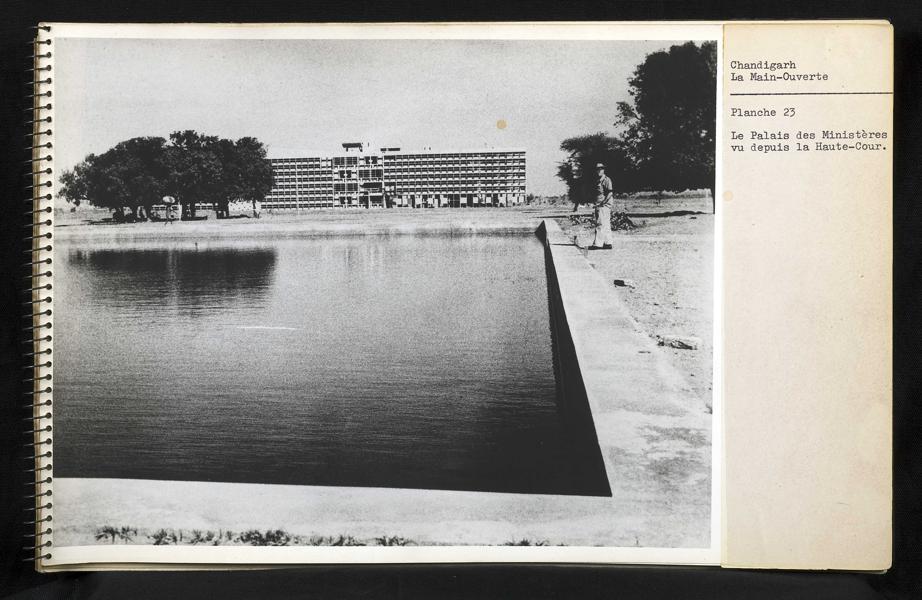 Chandigarh
La Main-Ouverte
Planche 23
Le Palais des Ministères
vu depuis la Haute-Cour.